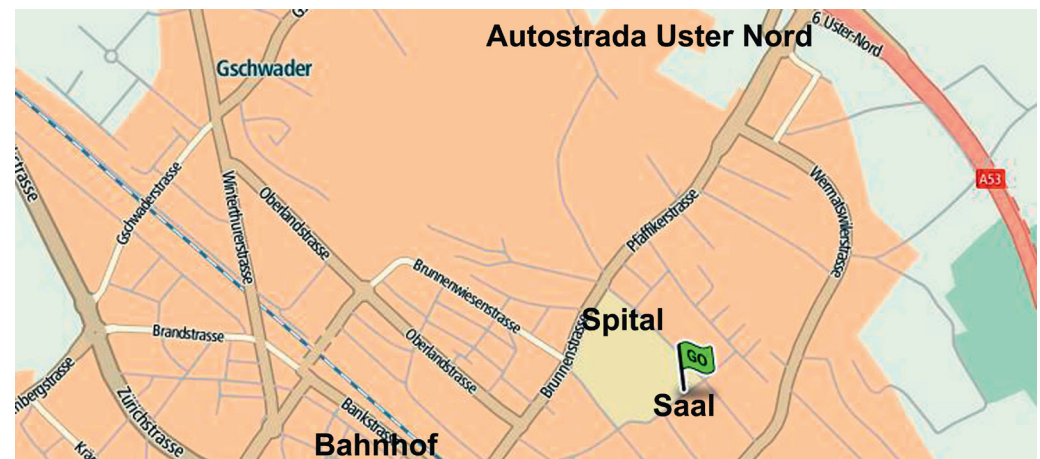 Autostrada Uster Nord
6 Uster-Nord
Gschwader
A53
Gschwaderstrasse
Winterthurerstrasse
Oberlandstrasse
Pfäffikerstrasse
Wermatswilerstrasse
Brunnenwiesenstrasse
Brandstrasse
Oberlandstrasse
Brunnenstrasse
Spital
GO
Saal
Zürichstrasse
Bankstrasse
Bahnhof